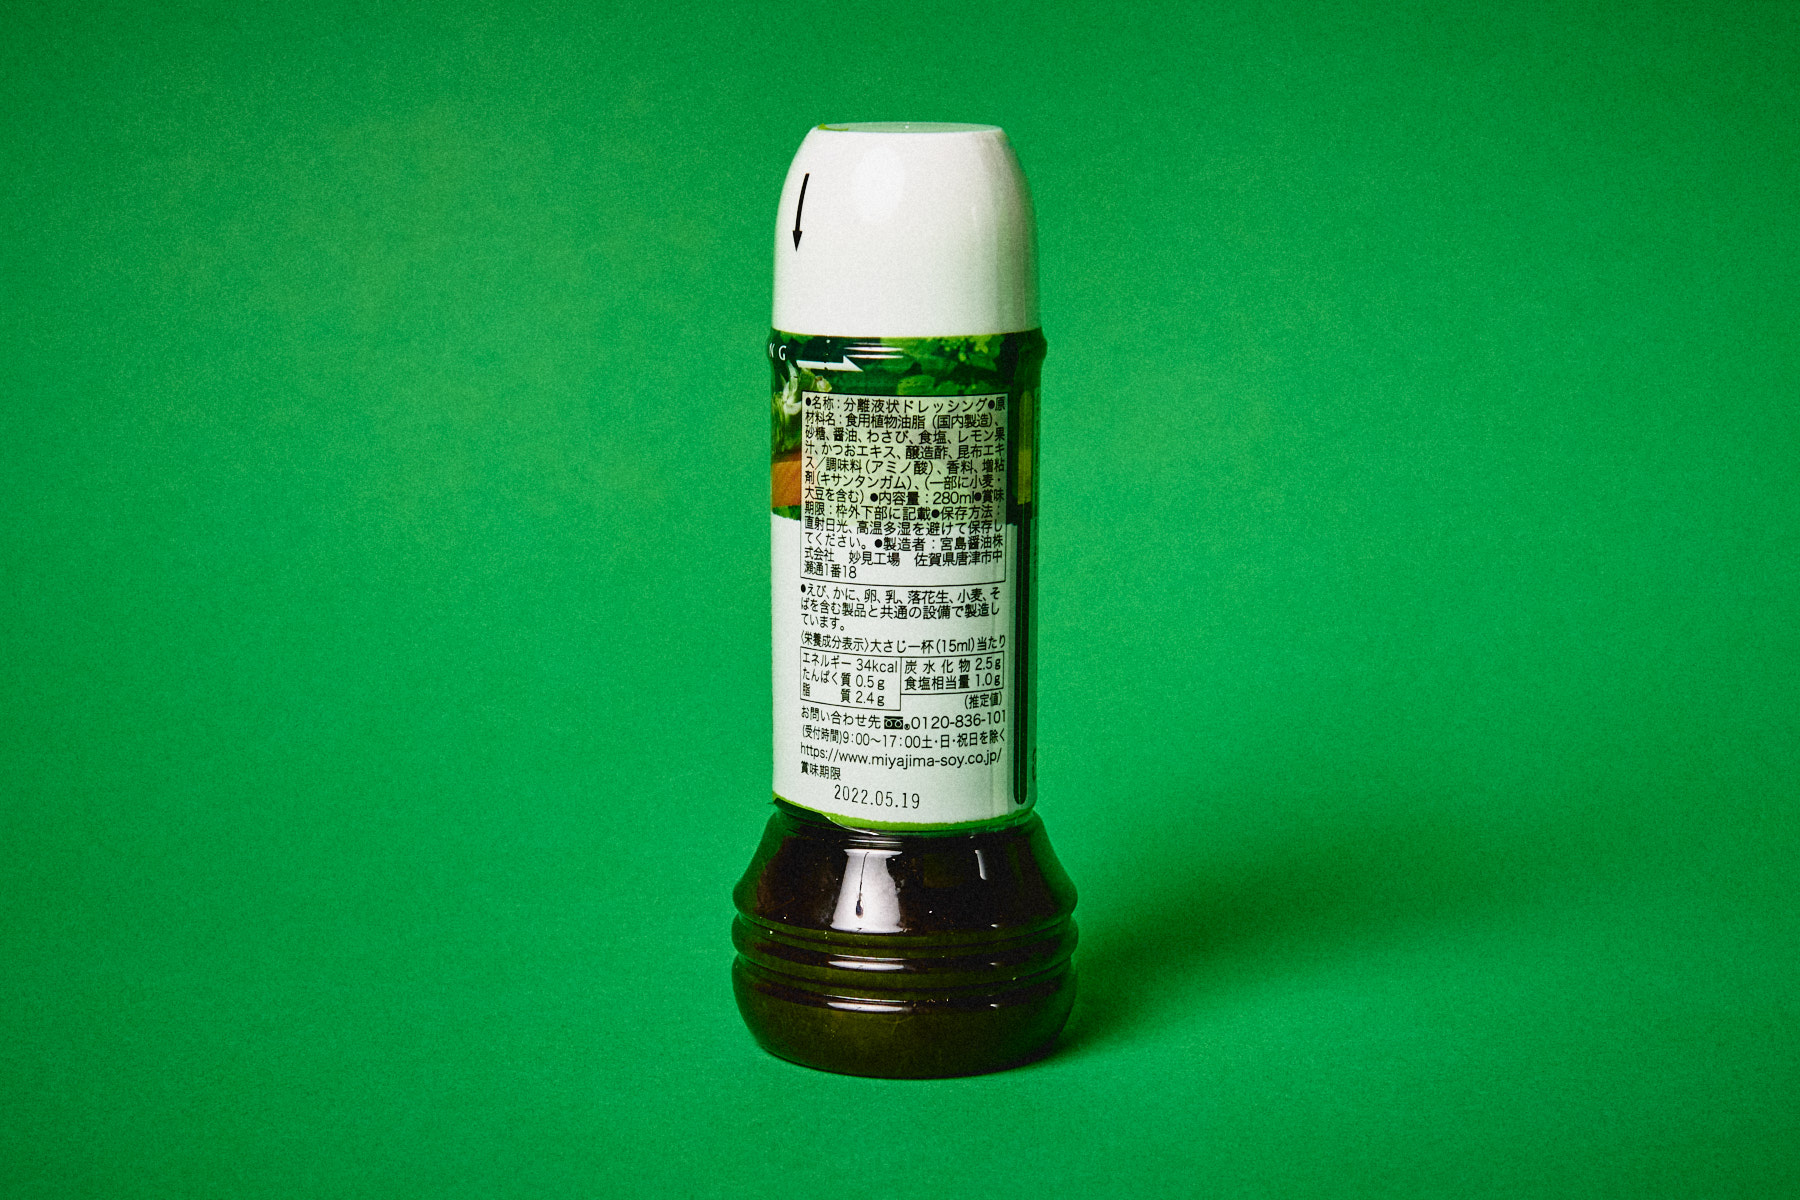 N G
●名称：分離液状ドレッシング●原
材料名：食用植物油脂（国内製造）、
砂糖、醤油、わさび、食塩、レモン果
汁、かつおエキス、醸造酢、昆布エキ
ス／調味料（アミノ酸）、香料、増粘
剤（キサンタンガム）、（一部に小麦・
大豆を含む）●内容量：280ml●賞味
期限：枠外下部に記載●保存方法：
直射日光、高温多湿を避けて保存し
てください。●製造者：宮島醤油株
式会社　妙見工場　佐賀県唐津市中
瀬通1番18
●えび、かに、卵、乳、落花生、小麦、そ
ばを含む製品と共通の設備で製造し
ています。
〈栄養成分表示〉大さじ一杯（15ml）当たり
エネルギー 34kcal 炭水化物 2.5g
たんぱく質 0.5g 食塩相当量 1.0g
脂　　質 2.4g （推定値）
お問い合わせ先 ®0120-836-101
(受付時間)9:00～17:00土・日・祝日を除く
https://www.miyajima-soy.co.jp/
賞味期限
2022.05.19